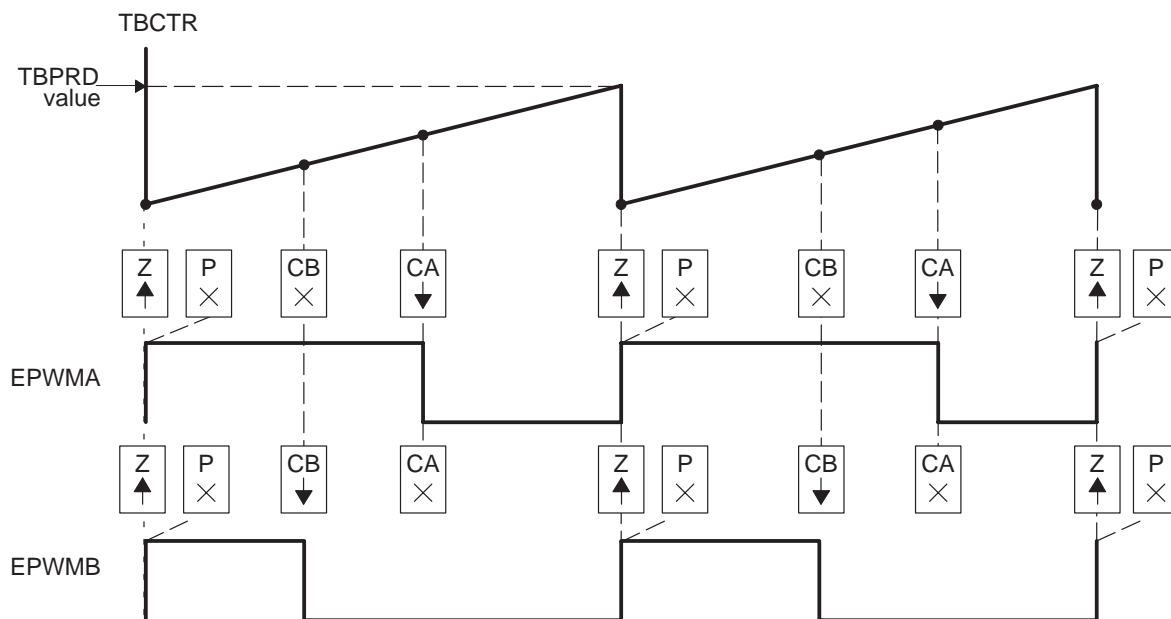 TBCTR
TBPRD
value
Z P CB CA Z P CB CA Z P
EPWMA
Z P CB CA Z P CB CA Z P
EPWMB